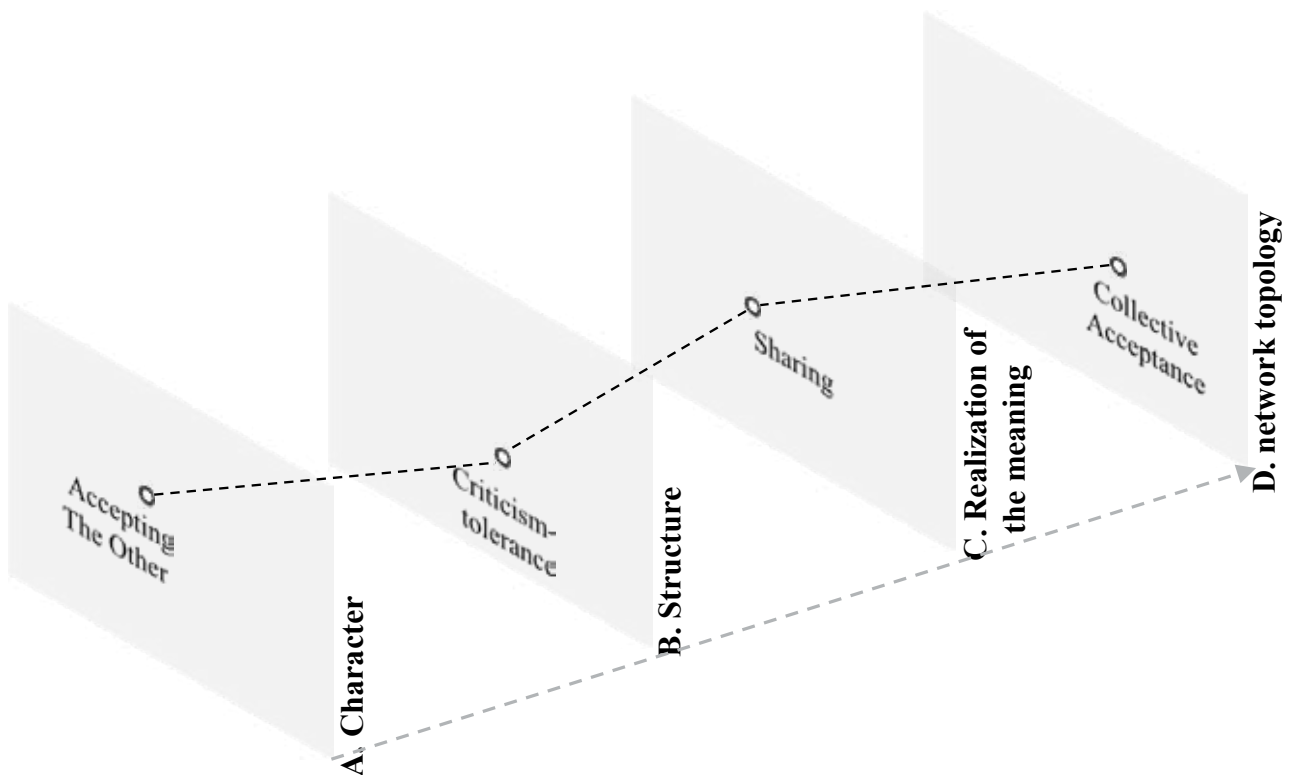 Accepting
The Other
A. Character
Criticism-
tolerance
B. Structure
Sharing
C. Realization of
the meaning
Collective
Acceptance
D. network topology